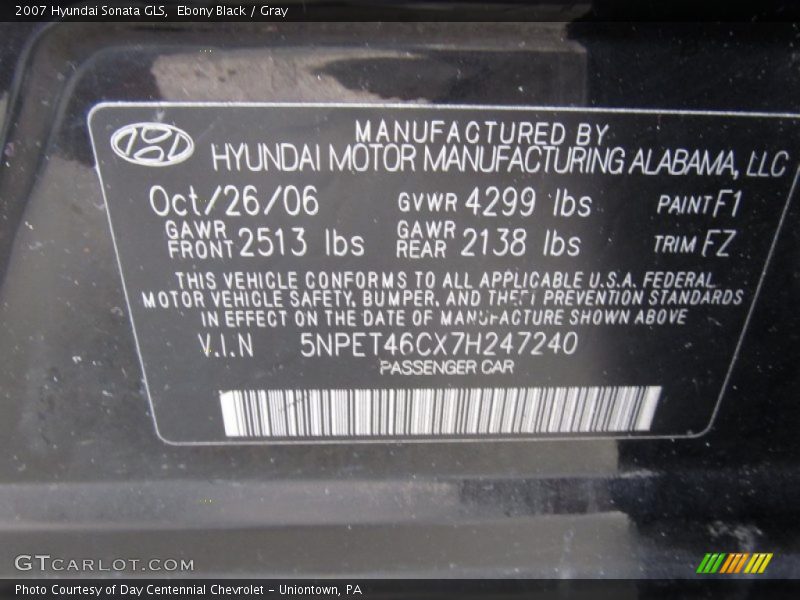 2007 Hyundai Sonata GLS, Ebony Black / Gray
MANUFACTURED BY
HYUNDAI MOTOR MANUFACTURING ALABAMA, LLC
Oct/26/06 GVWR 4299 lbs PAINT F1
GAWR FRONT 2513 lbs GAWR REAR 2138 lbs TRIM FZ
THIS VEHICLE CONFORMS TO ALL APPLICABLE U.S.A. FEDERAL
MOTOR VEHICLE SAFETY, BUMPER, AND THEFT PREVENTION STANDARDS
IN EFFECT ON THE DATE OF MANUFACTURE SHOWN ABOVE
V.I.N 5NPET46CX7H247240
PASSENGER CAR
GTCARLOT.COM
Photo Courtesy of Day Centennial Chevrolet - Uniontown, PA